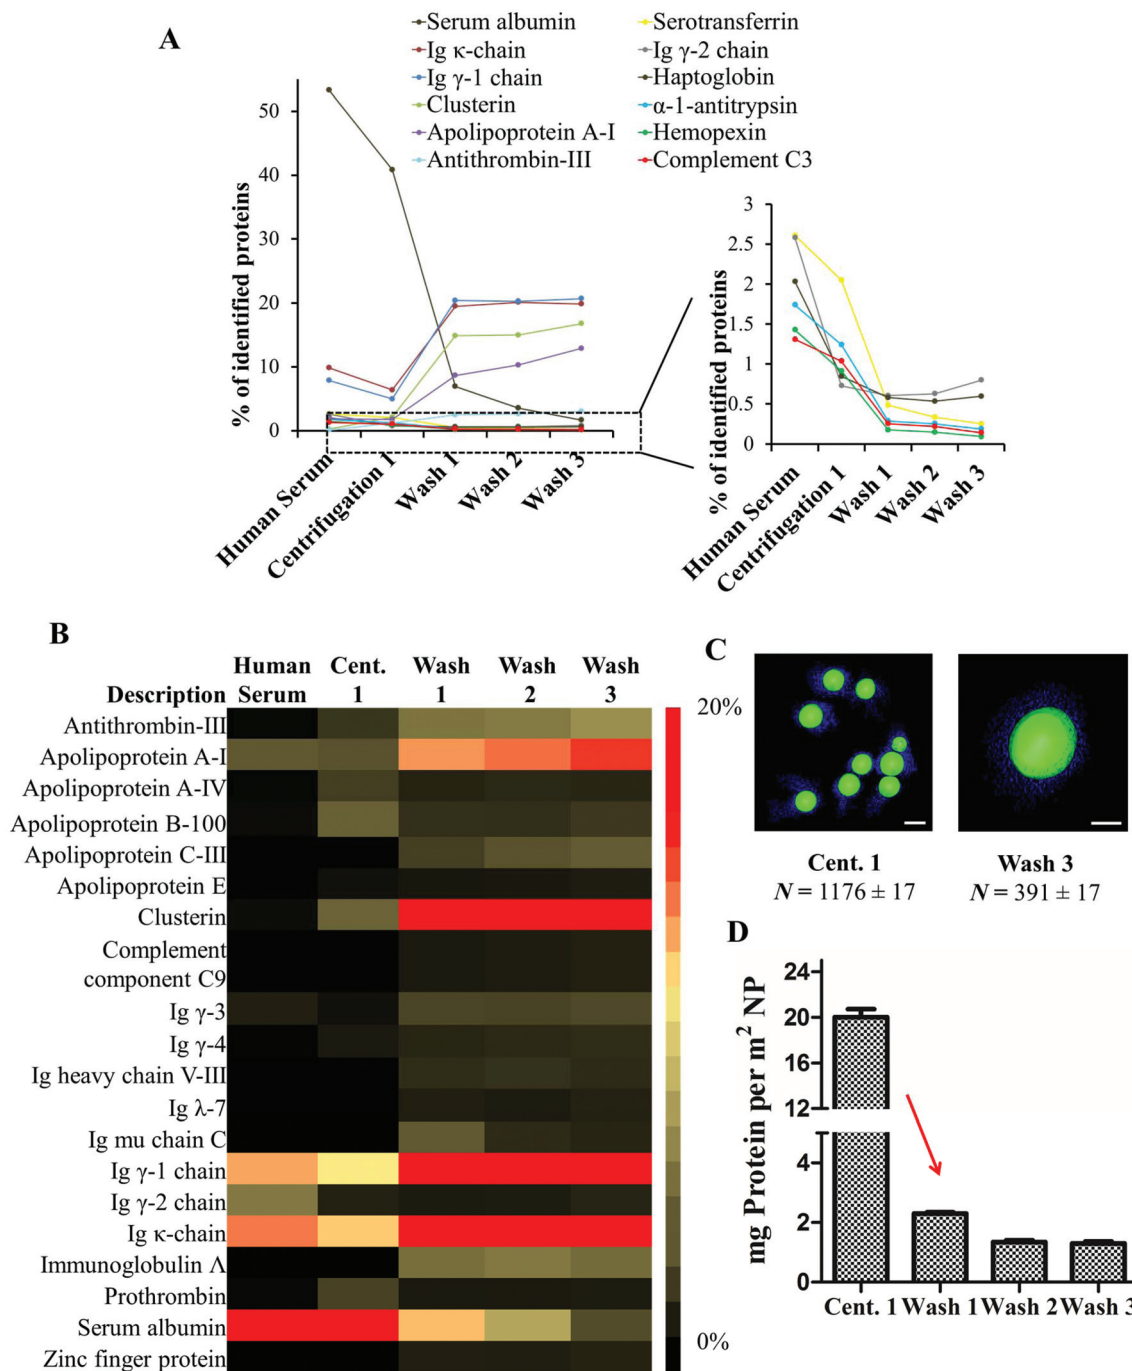 A
Serum albumin
Ig κ-chain
Ig γ-1 chain
Clusterin
Apolipoprotein A-I
Antithrombin-III
Serotransferrin
Ig γ-2 chain
Haptoglobin
α-1-antitrypsin
Hemopexin
Complement C3
% of identified proteins
50
40
30
20
10
0
Human Serum
Centrifugation 1
Wash 1
Wash 2
Wash 3
% of identified proteins
3
2.5
2
1.5
1
0.5
0
Human Serum
Centrifugation 1
Wash 1
Wash 2
Wash 3
B
Human Cent. Wash Wash Wash
Description Serum 1 1 2 3
Antithrombin-III
Apolipoprotein A-I
Apolipoprotein A-IV
Apolipoprotein B-100
Apolipoprotein C-III
Apolipoprotein E
Clusterin
Complement
component C9
Ig γ-3
Ig γ-4
Ig heavy chain V-III
Ig λ-7
Ig mu chain C
Ig γ-1 chain
Ig γ-2 chain
Ig κ-chain
Immunoglobulin Λ
Prothrombin
Serum albumin
Zinc finger protein
20%
0%
C
Cent. 1
N = 1176 ± 17
Wash 3
N = 391 ± 17
D
mg Protein per m² NP
24
20
16
12
4
2
0
Cent. 1 Wash 1 Wash 2 Wash 3